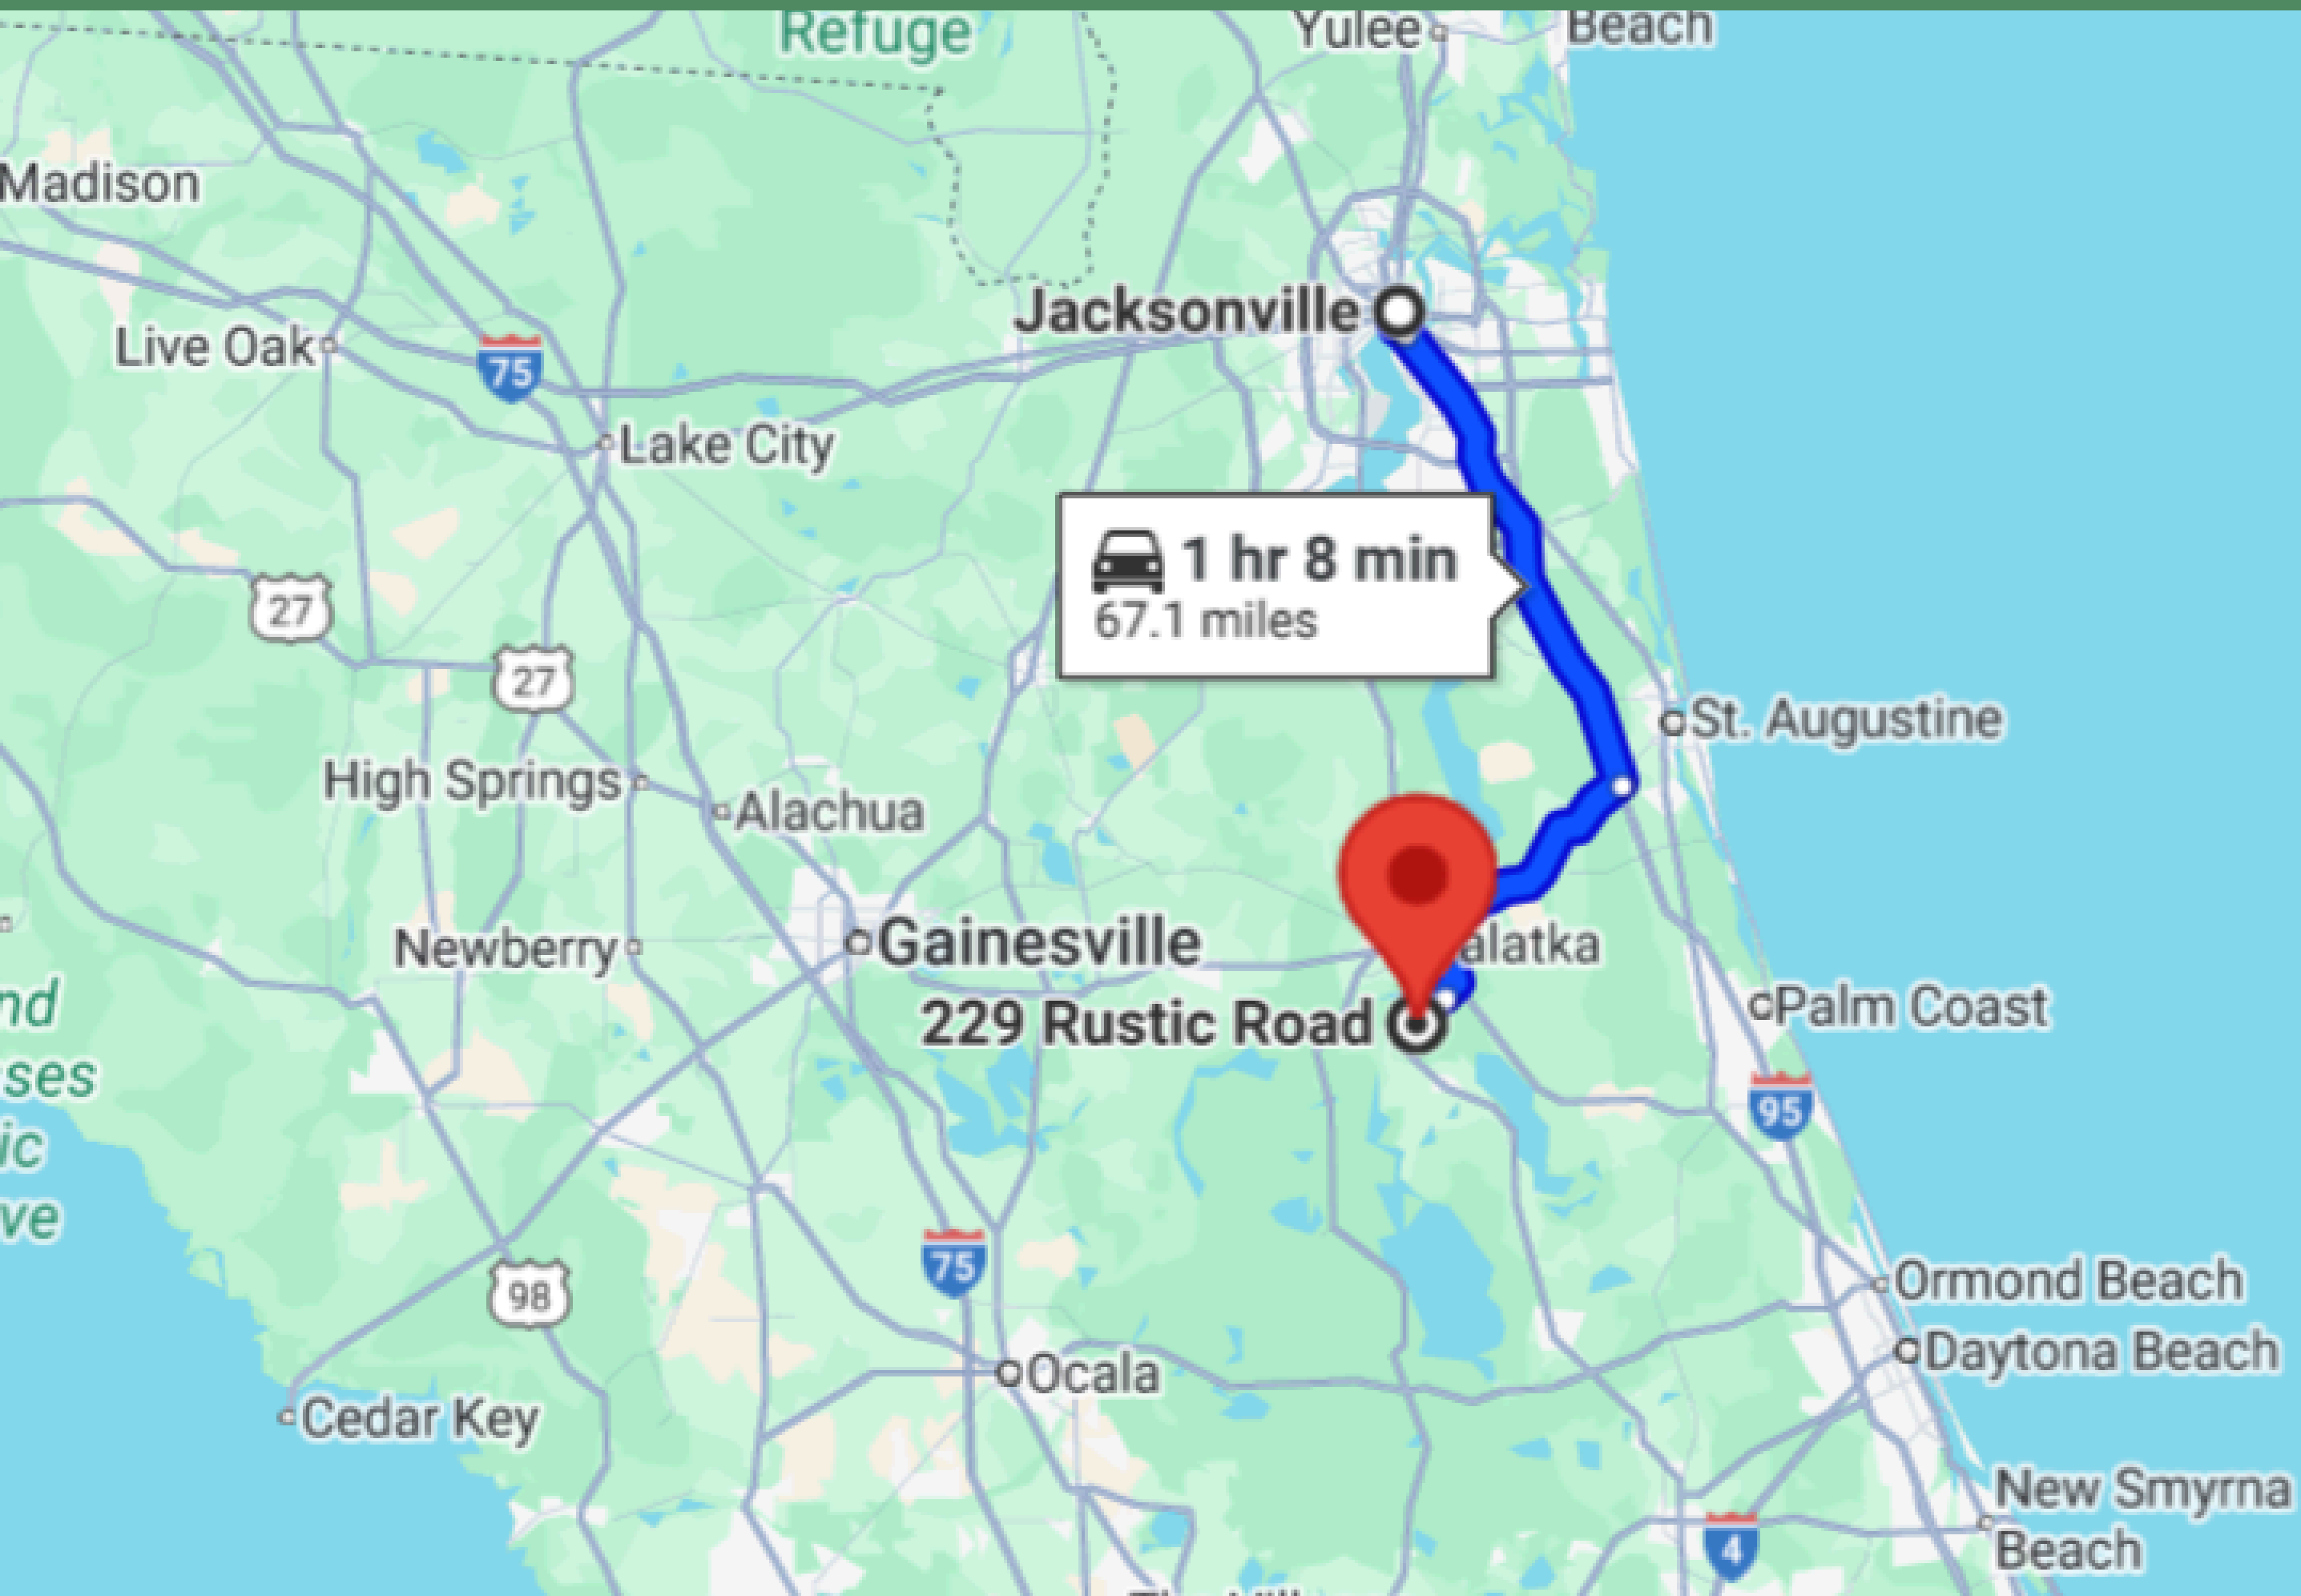 Refuge
Yulee
Beach
Madison
Jacksonville
Live Oak
75
Lake City
1 hr 8 min
67.1 miles
27
27
St. Augustine
High Springs
Alachua
Gainesville
alatka
Newberry
nd
229 Rustic Road
Palm Coast
sses
95
ic
ve
75
98
Ormond Beach
Daytona Beach
Ocala
Cedar Key
New Smyrna
Beach
4